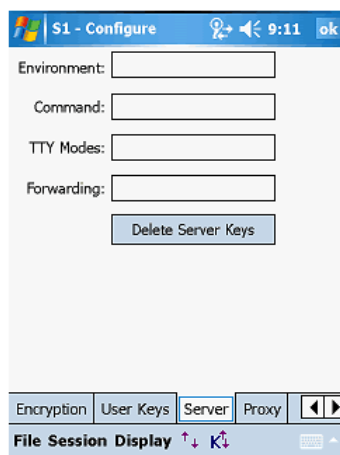 S1 - Configure 9:11 ok
Environment:
Command:
TTY Modes:
Forwarding:
Delete Server Keys
Encryption User Keys Server Proxy
File Session Display K